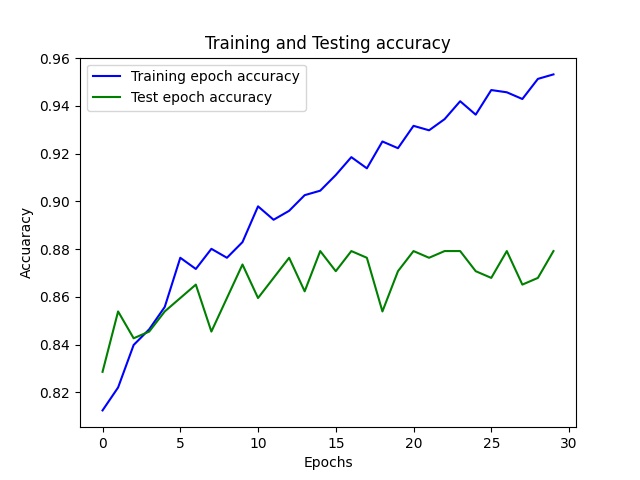 Training and Testing accuracy
Training epoch accuracy
Test epoch accuracy
0.96
0.94
0.92
0.90
0.88
0.86
0.84
0.82
Accuaracy
0 5 10 15 20 25 30
Epochs